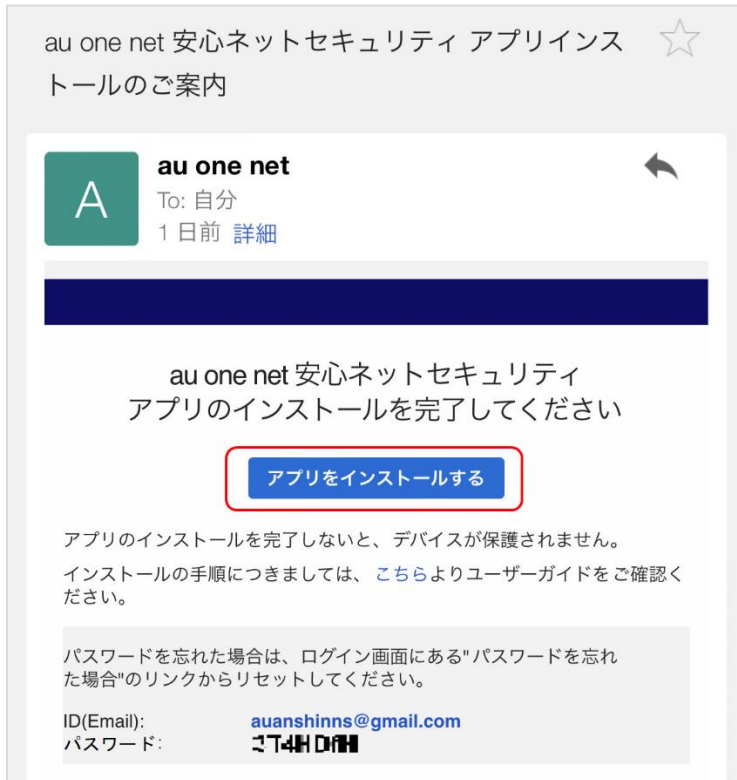 au one net 安心ネットセキュリティ アプリインス
トールのご案内
A
au one net
To: 自分
1 日前 詳細
au one net 安心ネットセキュリティ
アプリのインストールを完了してください
アプリをインストールする
アプリのインストールを完了しないと、デバイスが保護されません。
インストールの手順につきましては、こちらよりユーザーガイドをご確認く
ださい。
パスワードを忘れた場合は、ログイン画面にある"パスワードを忘れ
た場合"のリンクからリセットしてください。
ID(Email): auanshinns@gmail.com
パスワード: